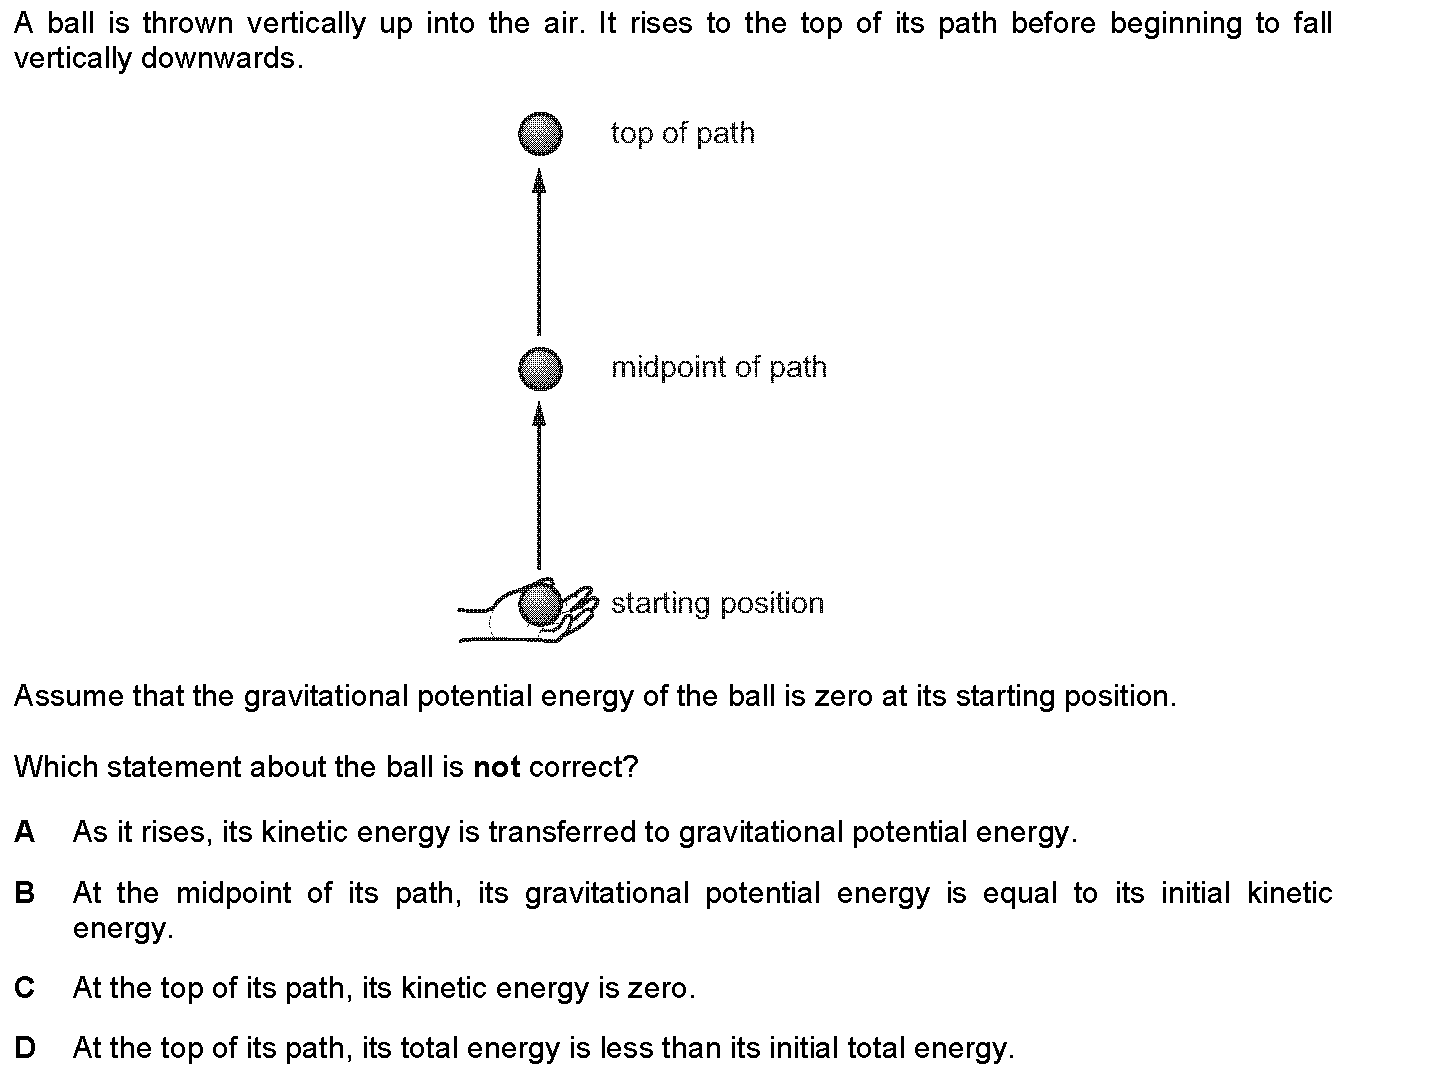 A ball is thrown vertically up into the air. It rises to the top of its path before beginning to fall
vertically downwards.
top of path
midpoint of path
starting position
Assume that the gravitational potential energy of the ball is zero at its starting position.
Which statement about the ball is not correct?
A As it rises, its kinetic energy is transferred to gravitational potential energy.
B At the midpoint of its path, its gravitational potential energy is equal to its initial kinetic
energy.
C At the top of its path, its kinetic energy is zero.
D At the top of its path, its total energy is less than its initial total energy.